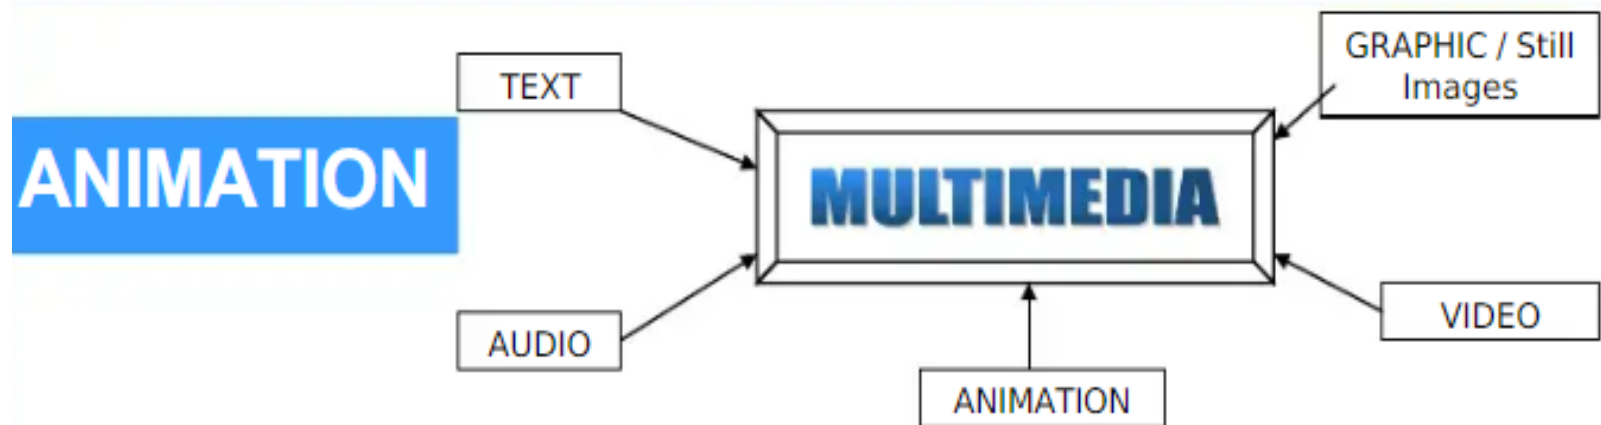 ANIMATION
TEXT
GRAPHIC / Still
Images
MULTIMEDIA
AUDIO
VIDEO
ANIMATION